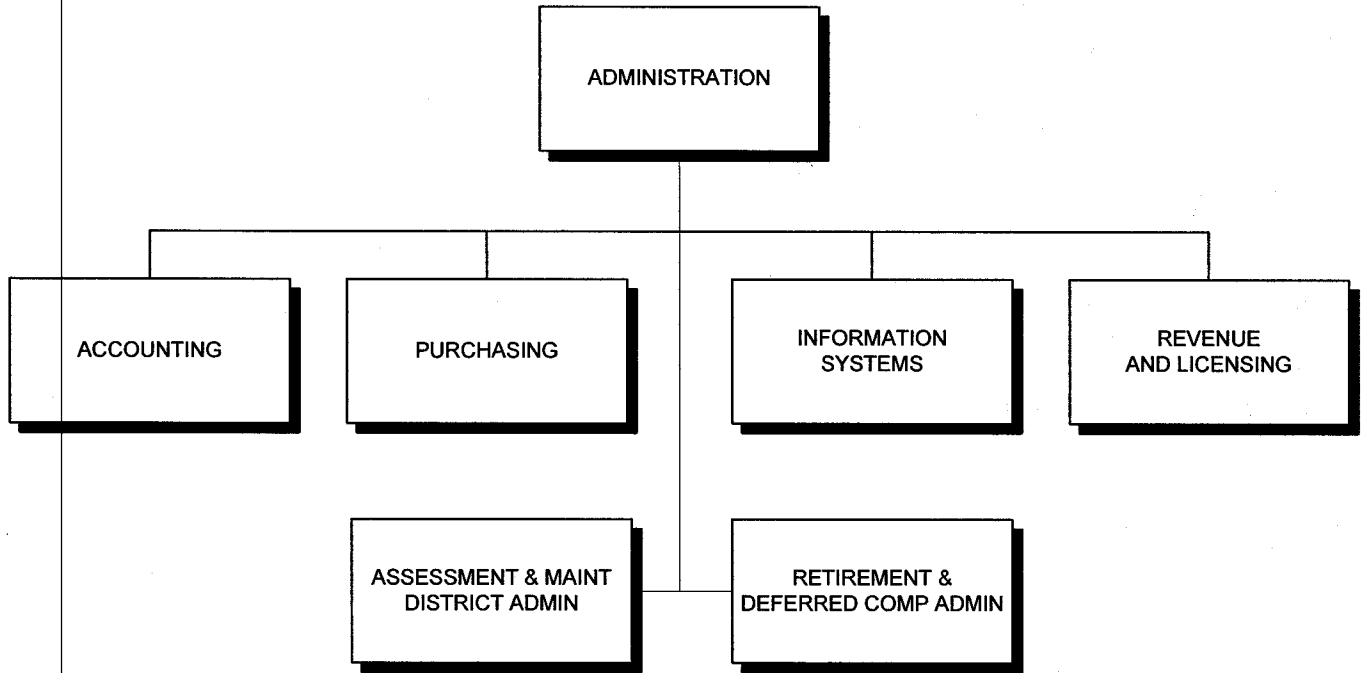 ADMINISTRATION
ACCOUNTING
PURCHASING
INFORMATION
SYSTEMS
REVENUE
AND LICENSING
ASSESSMENT & MAINT
DISTRICT ADMIN
RETIREMENT &
DEFERRED COMP ADMIN